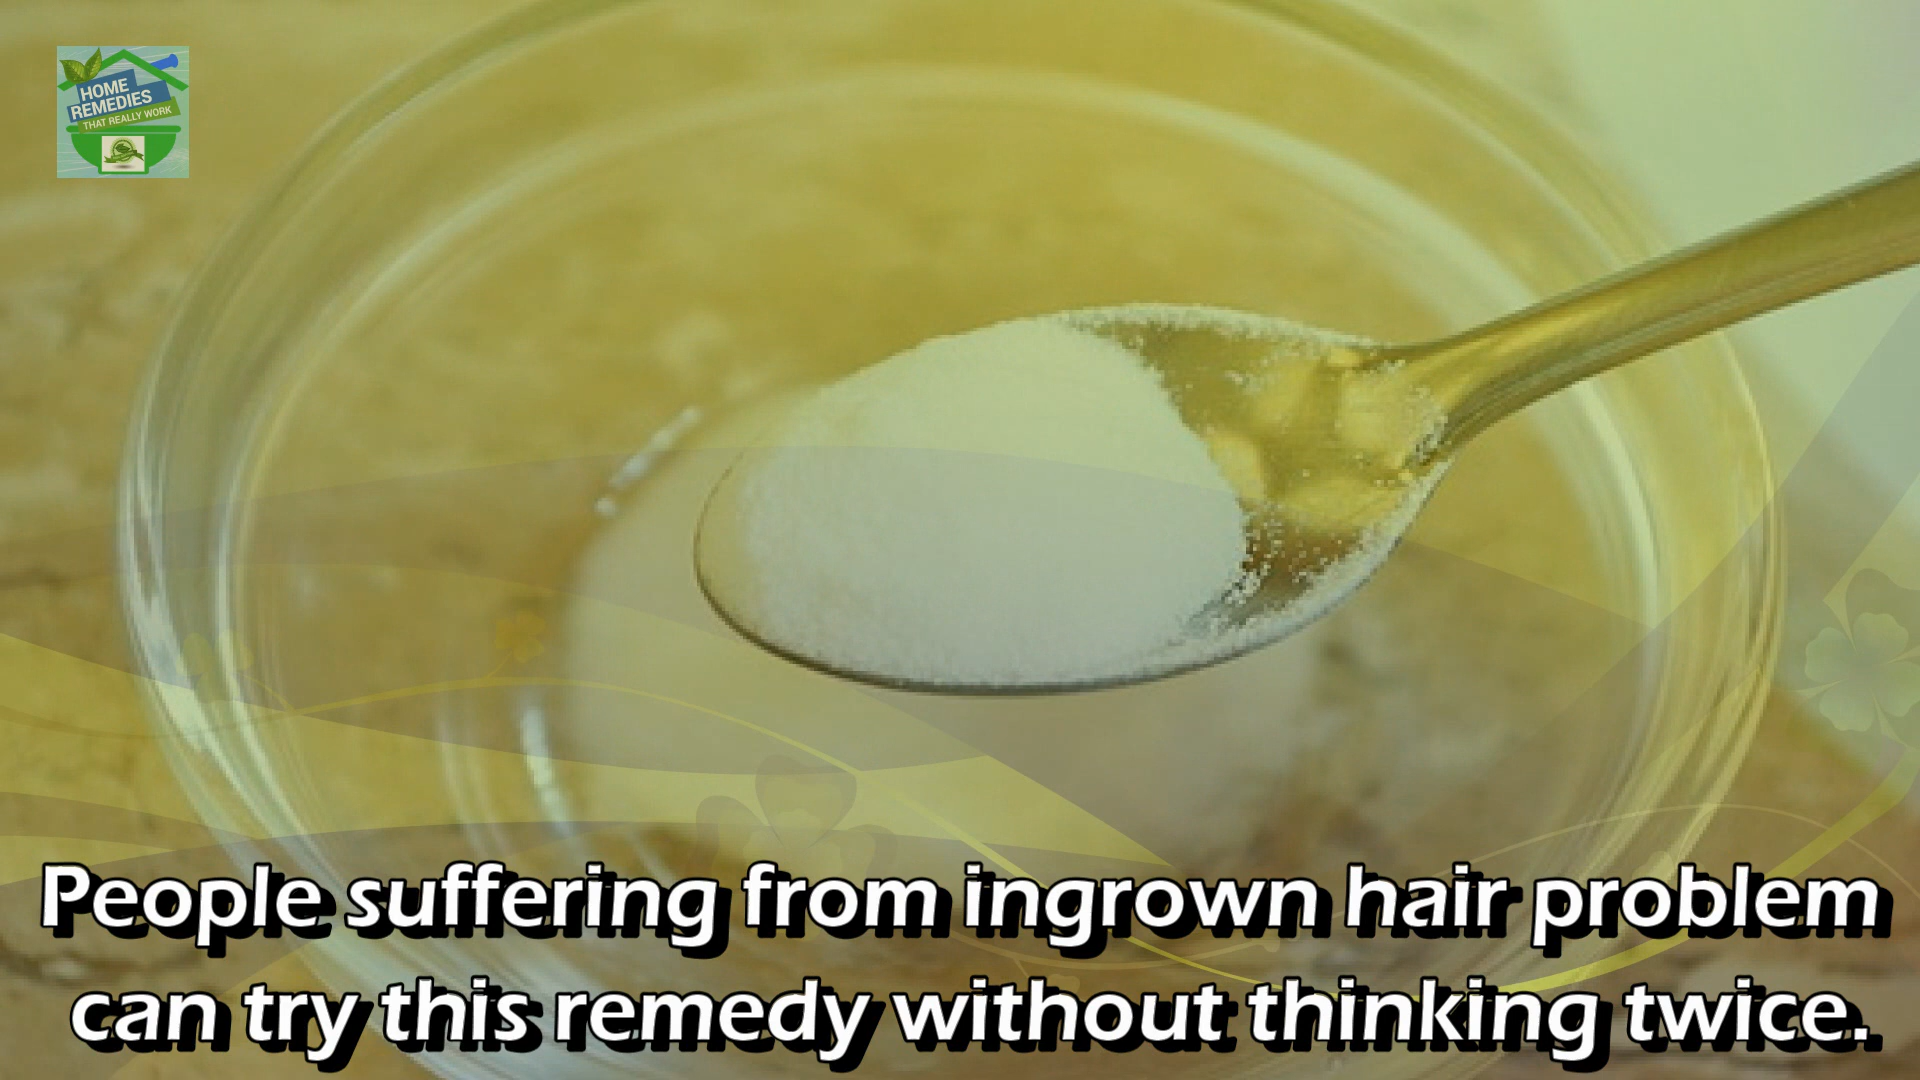 HOME
REMEDIES
THAT REALLY WORK
People suffering from ingrown hair problem
can try this remedy without thinking twice.